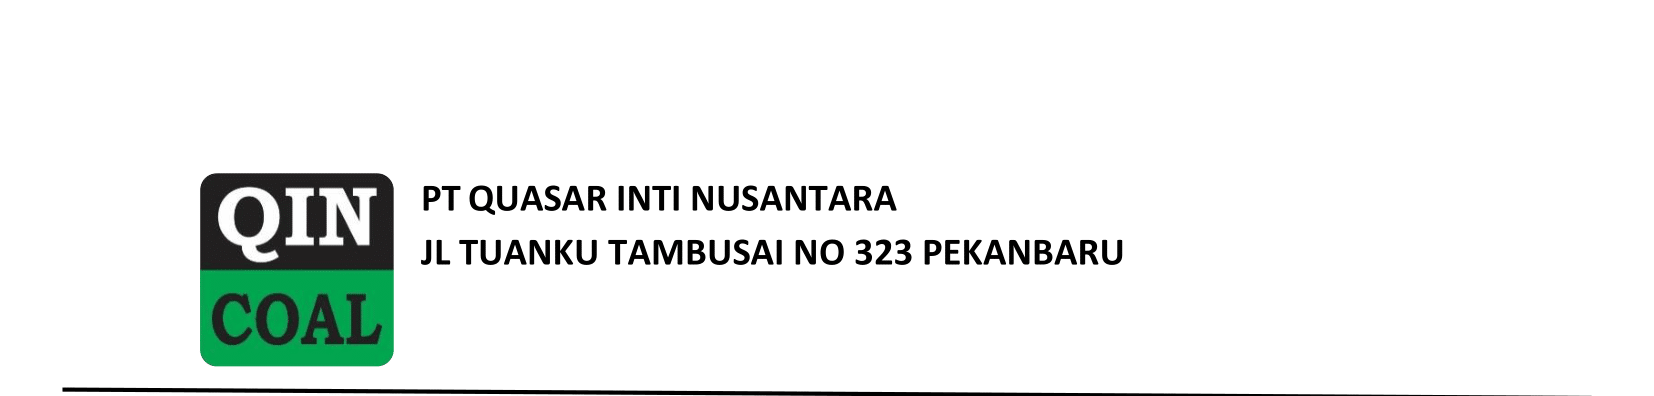 QIN
COAL
PT QUASAR INTI NUSANTARA
JL TUANKU TAMBUSAI NO 323 PEKANBARU